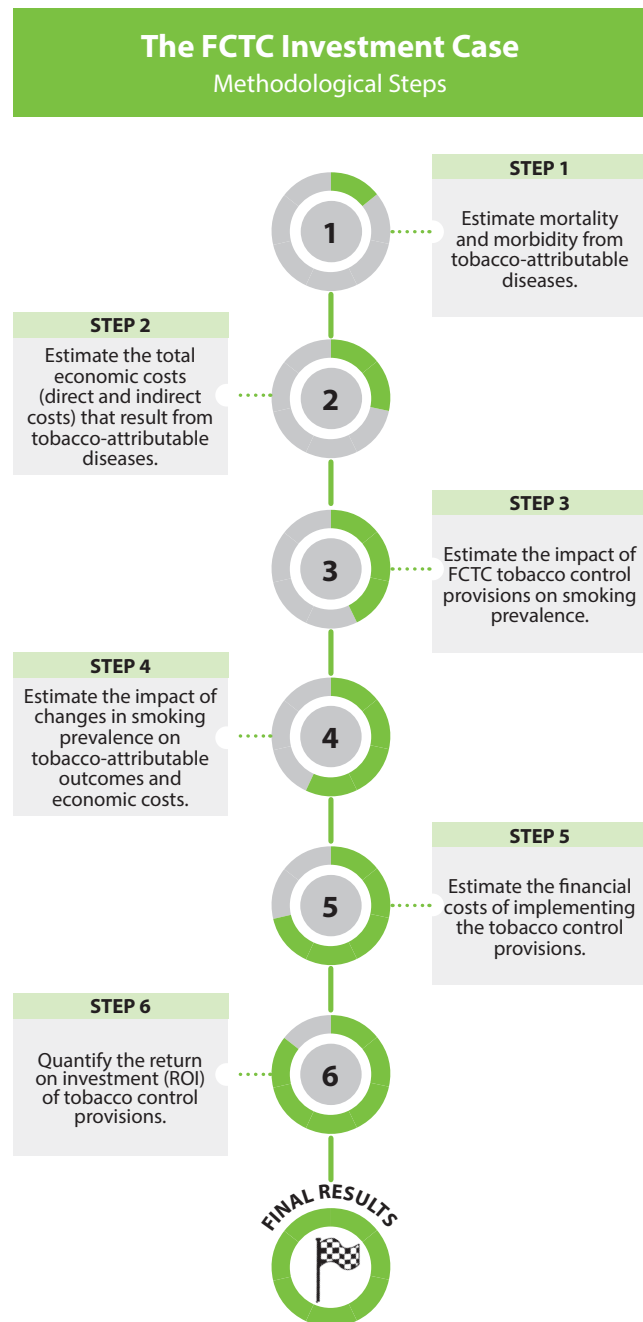 The FCTC Investment Case
Methodological Steps
1
STEP 1
Estimate mortality
and morbidity from
tobacco-attributable
diseases.
STEP 2
Estimate the total
economic costs
(direct and indirect
costs) that result from
tobacco-attributable
diseases.
2
3
STEP 3
Estimate the impact of
FCTC tobacco control
provisions on smoking
prevalence.
STEP 4
Estimate the impact of
changes in smoking
prevalence on
tobacco-attributable
outcomes and
economic costs.
4
5
STEP 5
Estimate the financial
costs of implementing
the tobacco control
provisions.
STEP 6
Quantify the return
on investment (ROI)
of tobacco control
provisions.
6
FINAL RESULTS